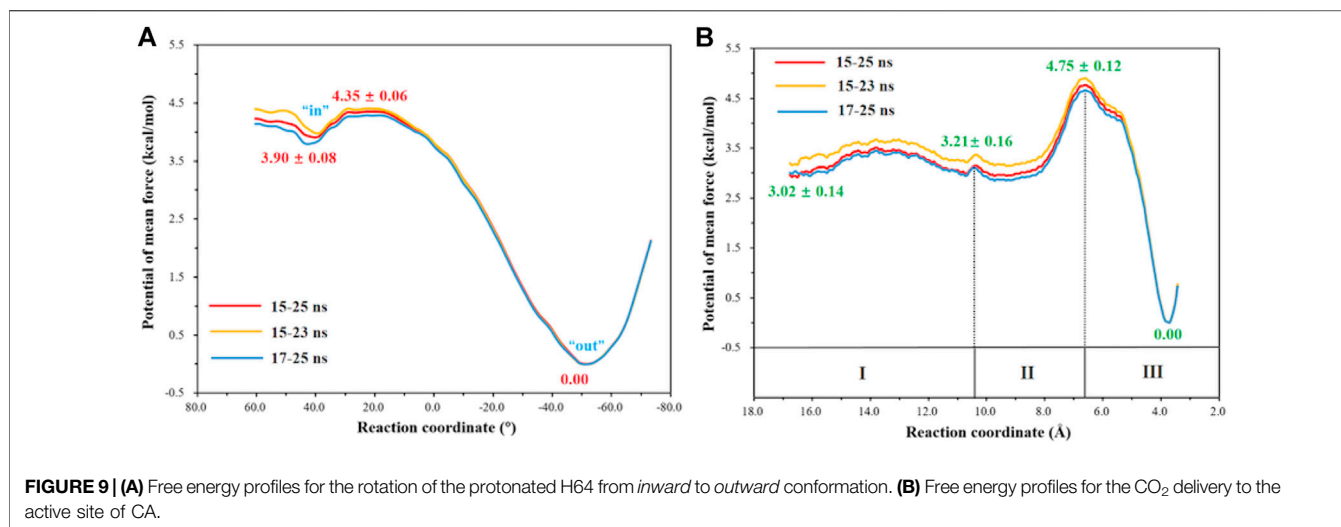 A
5.5
4.5
3.5
2.5
1.5
0.5
-0.5
Potential of mean force (kcal/mol)
"in"
4.35 ± 0.06
3.90 ± 0.08
15-25 ns
15-23 ns
17-25 ns
"out"
0.00
80.0 60.0 40.0 20.0 0.0 -20.0 -40.0 -60.0 -80.0
Reaction coordinate (°)
B
5.5
4.5
3.5
2.5
1.5
0.5
-0.5
Potential of mean force (kcal/mol)
15-25 ns
15-23 ns
17-25 ns
4.75 ± 0.12
3.21 ± 0.16
3.02 ± 0.14
0.00
I II III
18.0 16.0 14.0 12.0 10.0 8.0 6.0 4.0 2.0
Reaction coordinate (Å)
FIGURE 9 | (A) Free energy profiles for the rotation of the protonated H64 from inward to outward conformation. (B) Free energy profiles for the CO₂ delivery to the
active site of CA.